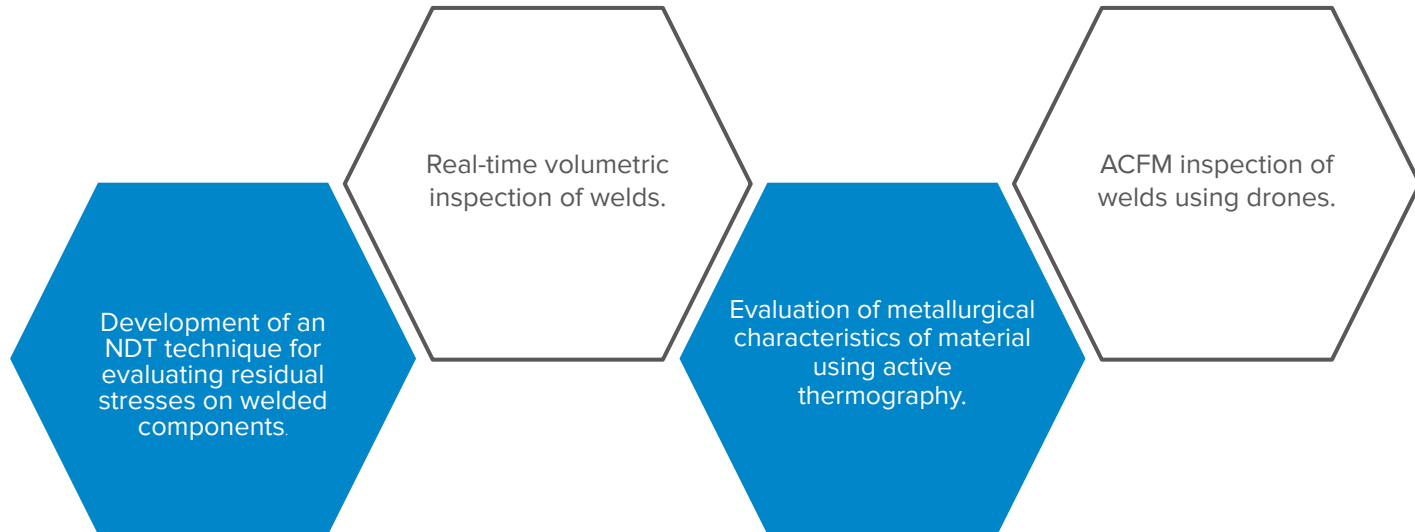 Development of an
NDT technique for
evaluating residual
stresses on welded
components.
Real-time volumetric
inspection of welds.
Evaluation of metallurgical
characteristics of material
using active
thermography.
ACFM inspection of
welds using drones.